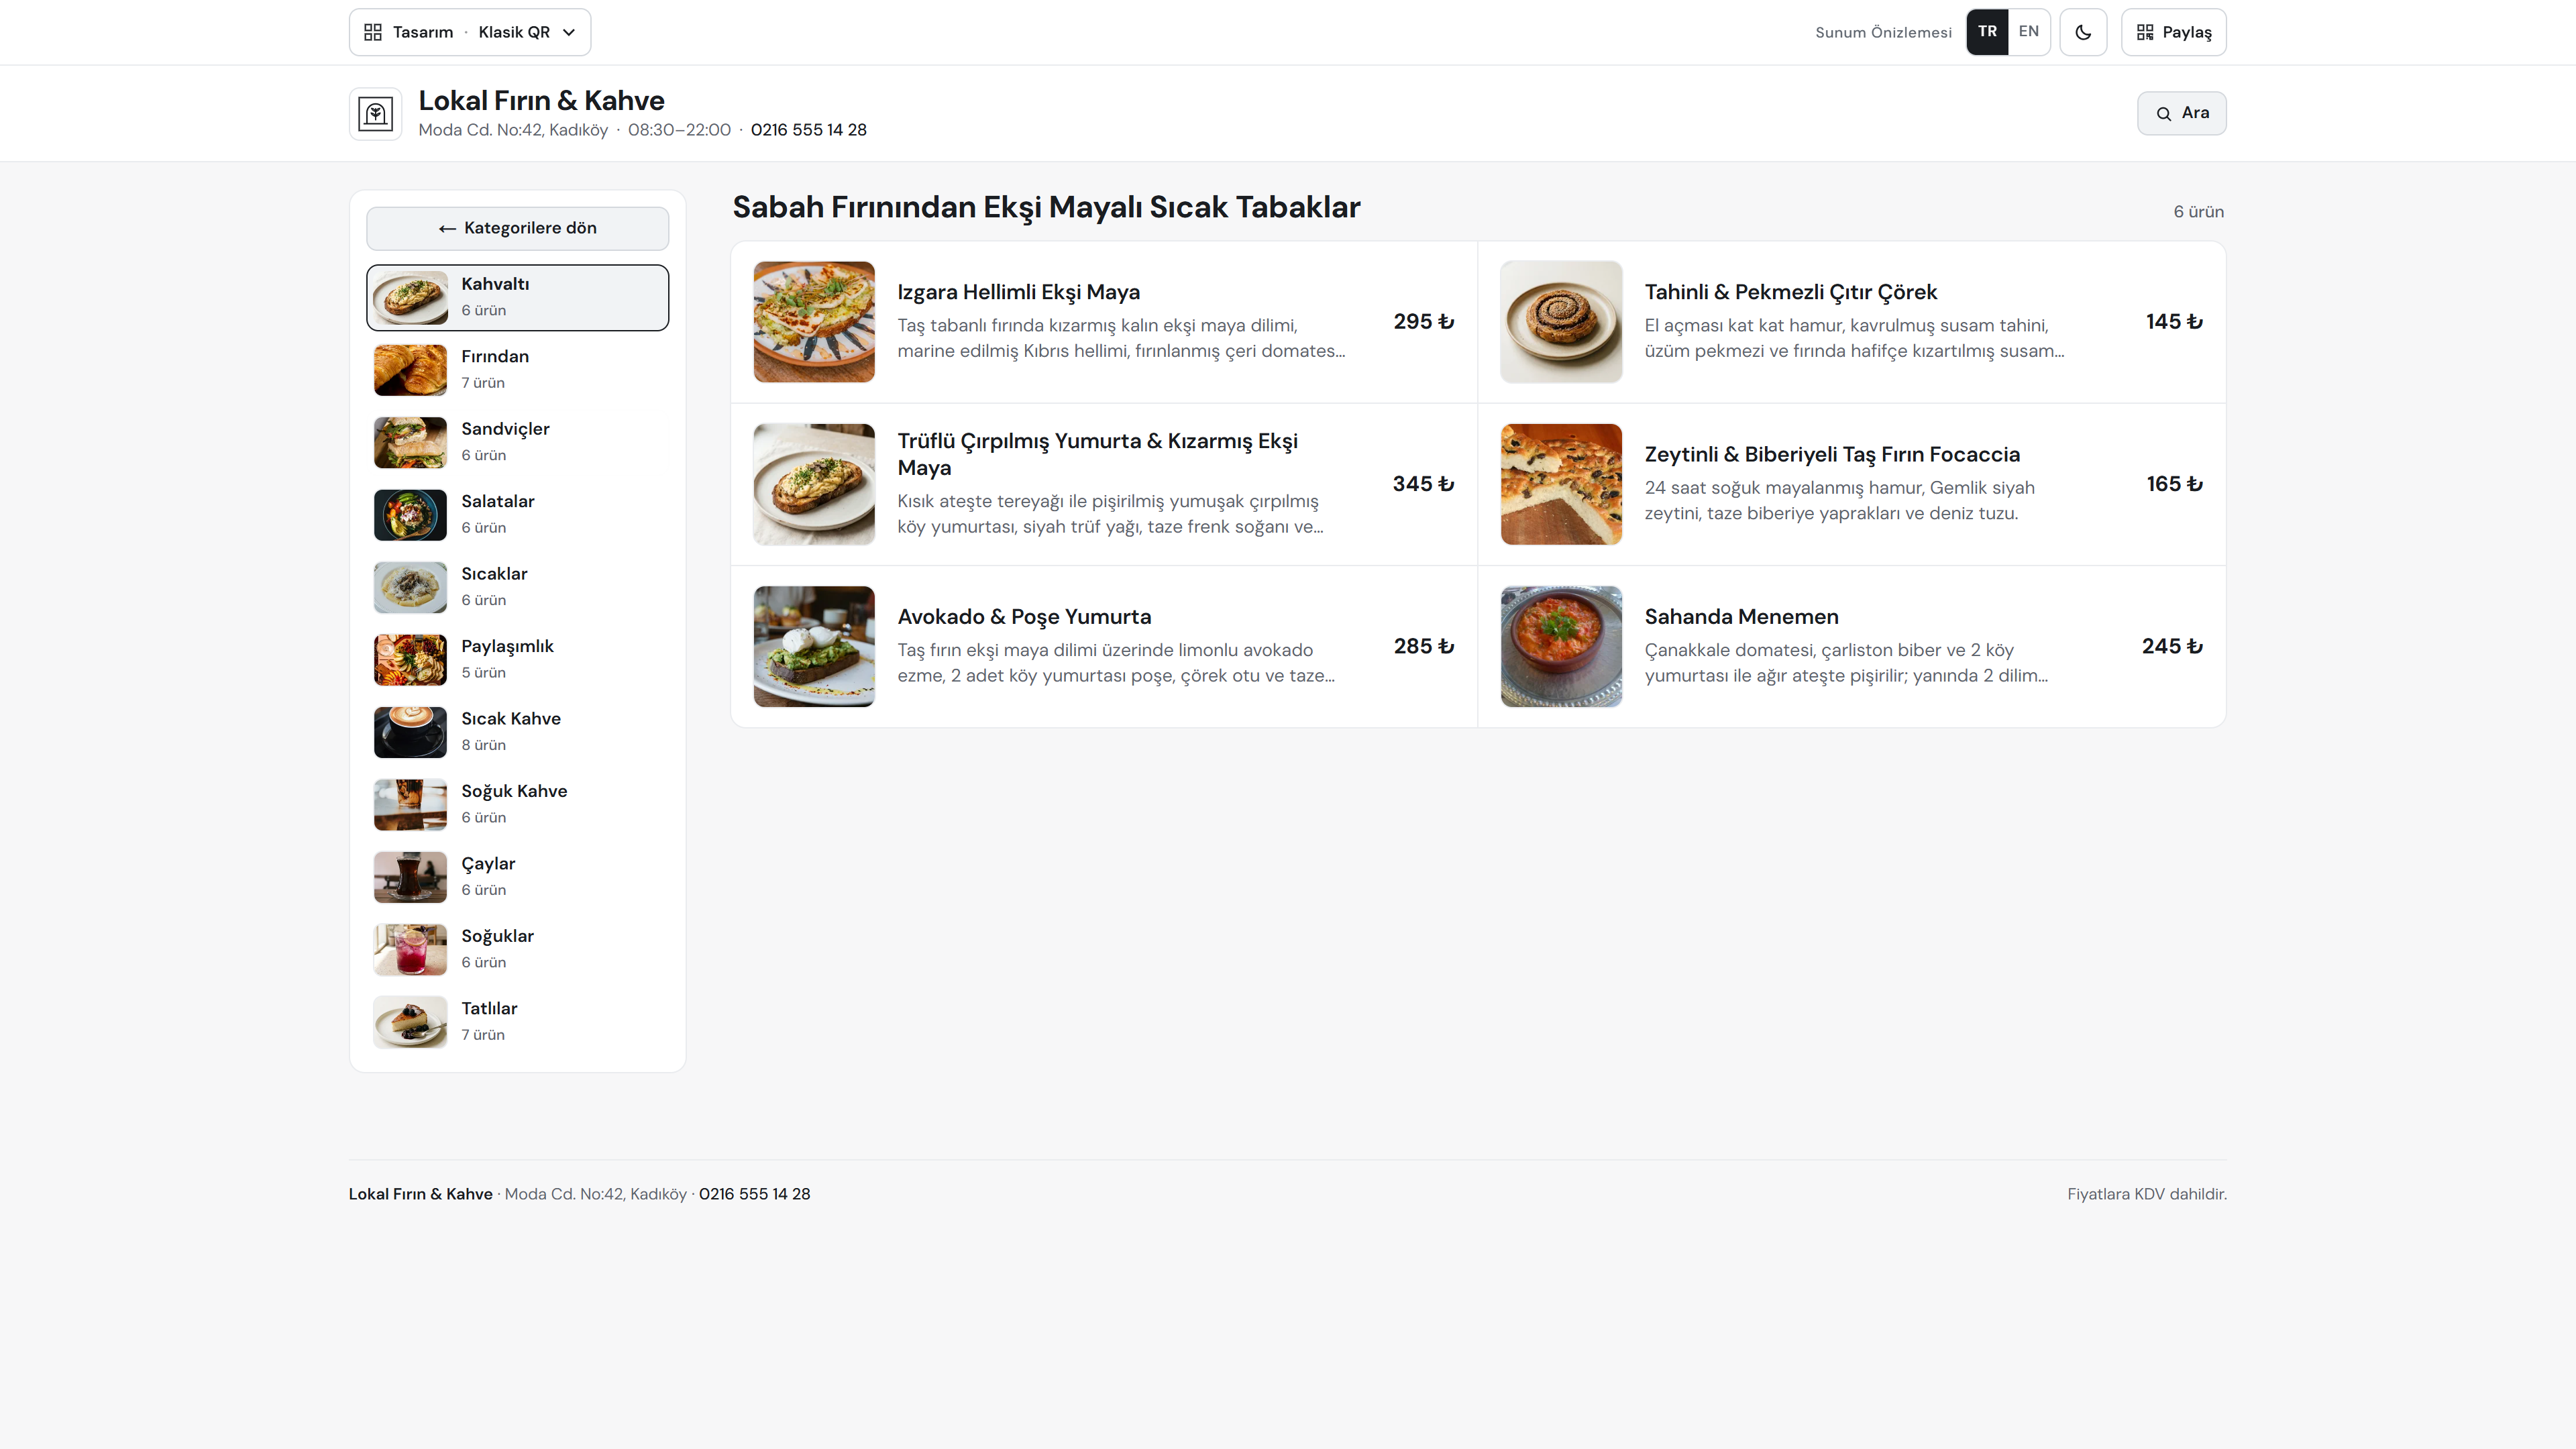 Tasarım · Klasik QR
Sunum Önizlemesi
TR EN
Paylaş
Lokal Fırın & Kahve
Moda Cd. No:42, Kadıköy · 08:30–22:00 · 0216 555 14 28
Ara
← Kategorilere dön
Kahvaltı
6 ürün
Fırından
7 ürün
Sandviçler
6 ürün
Salatalar
6 ürün
Sıcaklar
6 ürün
Paylaşımlık
5 ürün
Sıcak Kahve
8 ürün
Soğuk Kahve
6 ürün
Çaylar
6 ürün
Soğuklar
6 ürün
Tatlılar
7 ürün
Sabah Fırınından Ekşi Mayalı Sıcak Tabaklar
6 ürün
Izgara Hellimli Ekşi Maya
Taş tabanlı fırında kızarmış kalın ekşi maya dilimi,
marine edilmiş Kıbrıs hellimi, fırınlanmış çeri domates...
295 ₺
Tahinli & Pekmezli Çıtır Çörek
El açması kat kat hamur, kavrulmuş susam tahini,
üzüm pekmezi ve fırında hafifçe kızartılmış susam...
145 ₺
Trüflü Çırpılmış Yumurta & Kızarmış Ekşi
Maya
Kısık ateşte tereyağı ile pişirilmiş yumuşak çırpılmış
köy yumurtası, siyah trüf yağı, taze frenk soğanı ve...
345 ₺
Zeytinli & Biberiyeli Taş Fırın Focaccia
24 saat soğuk mayalanmış hamur, Gemlik siyah
zeytini, taze biberiye yaprakları ve deniz tuzu.
165 ₺
Avokado & Poşe Yumurta
Taş fırın ekşi maya dilimi üzerinde limonlu avokado
ezme, 2 adet köy yumurtası poşe, çörek otu ve taze...
285 ₺
Sahanda Menemen
Çanakkale domatesi, çarliston biber ve 2 köy
yumurtası ile ağır ateşte pişirilir; yanında 2 dilim...
245 ₺
Lokal Fırın & Kahve · Moda Cd. No:42, Kadıköy · 0216 555 14 28
Fiyatlara KDV dahildir.